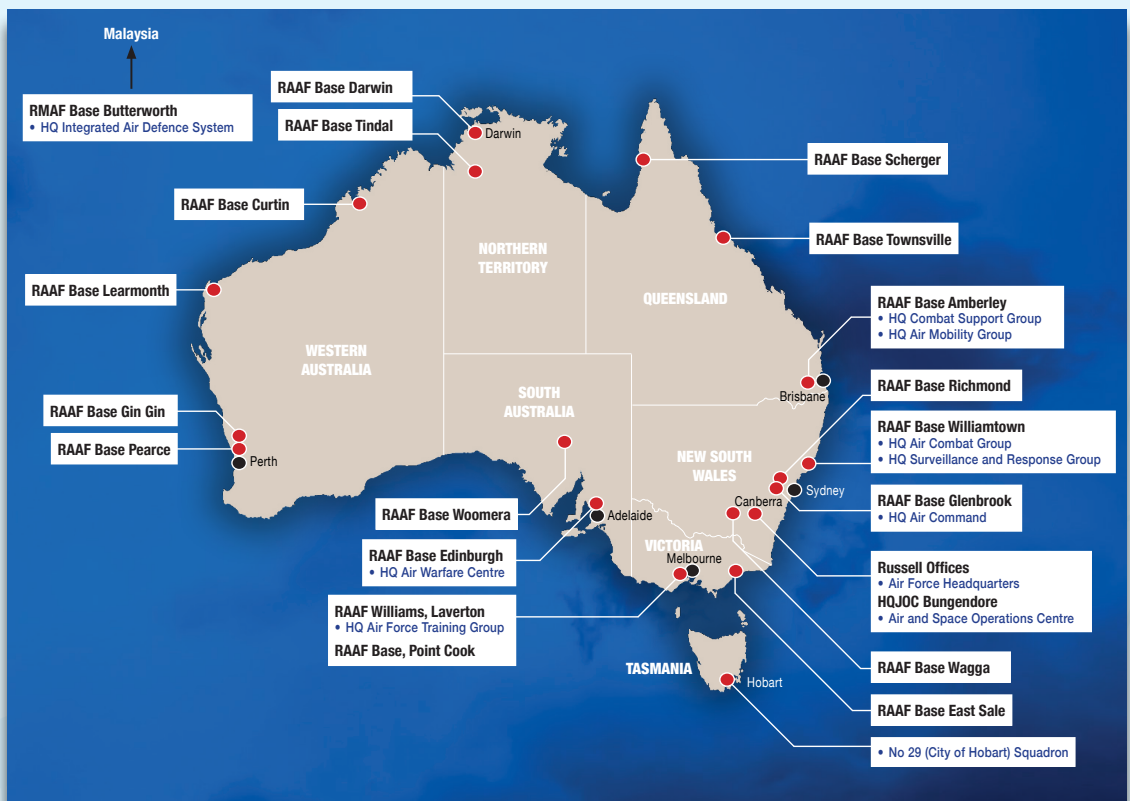 Malaysia
RMAF Base Butterworth
• HQ Integrated Air Defence System
RAAF Base Darwin
RAAF Base Tindal
Darwin
RAAF Base Scherger
RAAF Base Curtin
RAAF Base Townsville
NORTHERN
TERRITORY
RAAF Base Learmonth
QUEENSLAND
RAAF Base Amberley
• HQ Combat Support Group
• HQ Air Mobility Group
WESTERN
AUSTRALIA
Brisbane
SOUTH
AUSTRALIA
RAAF Base Richmond
RAAF Base Gin Gin
RAAF Base Pearce
Perth
RAAF Base Williamtown
• HQ Air Combat Group
• HQ Surveillance and Response Group
NEW SOUTH
WALES
Sydney
Canberra
RAAF Base Glenbrook
• HQ Air Command
RAAF Base Woomera
Adelaide
RAAF Base Edinburgh
• HQ Air Warfare Centre
VICTORIA
Melbourne
Russell Offices
• Air Force Headquarters
HQJOC Bungendore
• Air and Space Operations Centre
RAAF Williams, Laverton
• HQ Air Force Training Group
RAAF Base, Point Cook
TASMANIA
Hobart
RAAF Base Wagga
RAAF Base East Sale
• No 29 (City of Hobart) Squadron